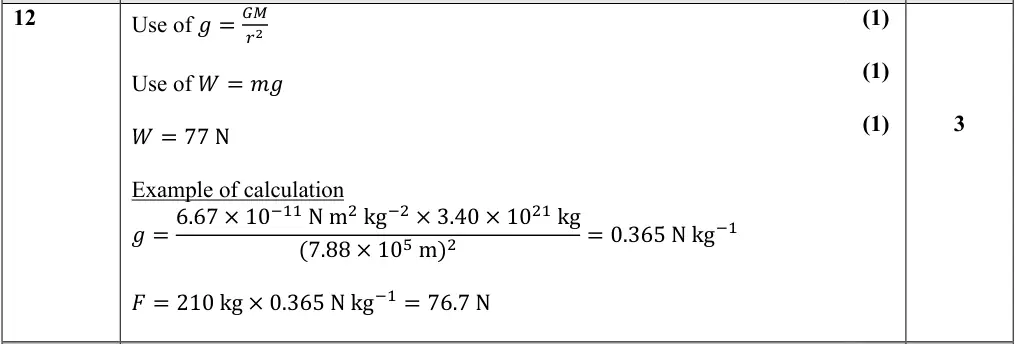 12 Use of 𝑔 = 𝐺𝑀/𝑟² (1)
Use of 𝑊 = 𝑚𝑔 (1)
𝑊 = 77 N (1) 3
Example of calculation
𝑔 = (6.67 × 10⁻¹¹ N m² kg⁻² × 3.40 × 10²¹ kg)/(7.88 × 10⁵ m)² = 0.365 N kg⁻¹
𝐹 = 210 kg × 0.365 N kg⁻¹ = 76.7 N